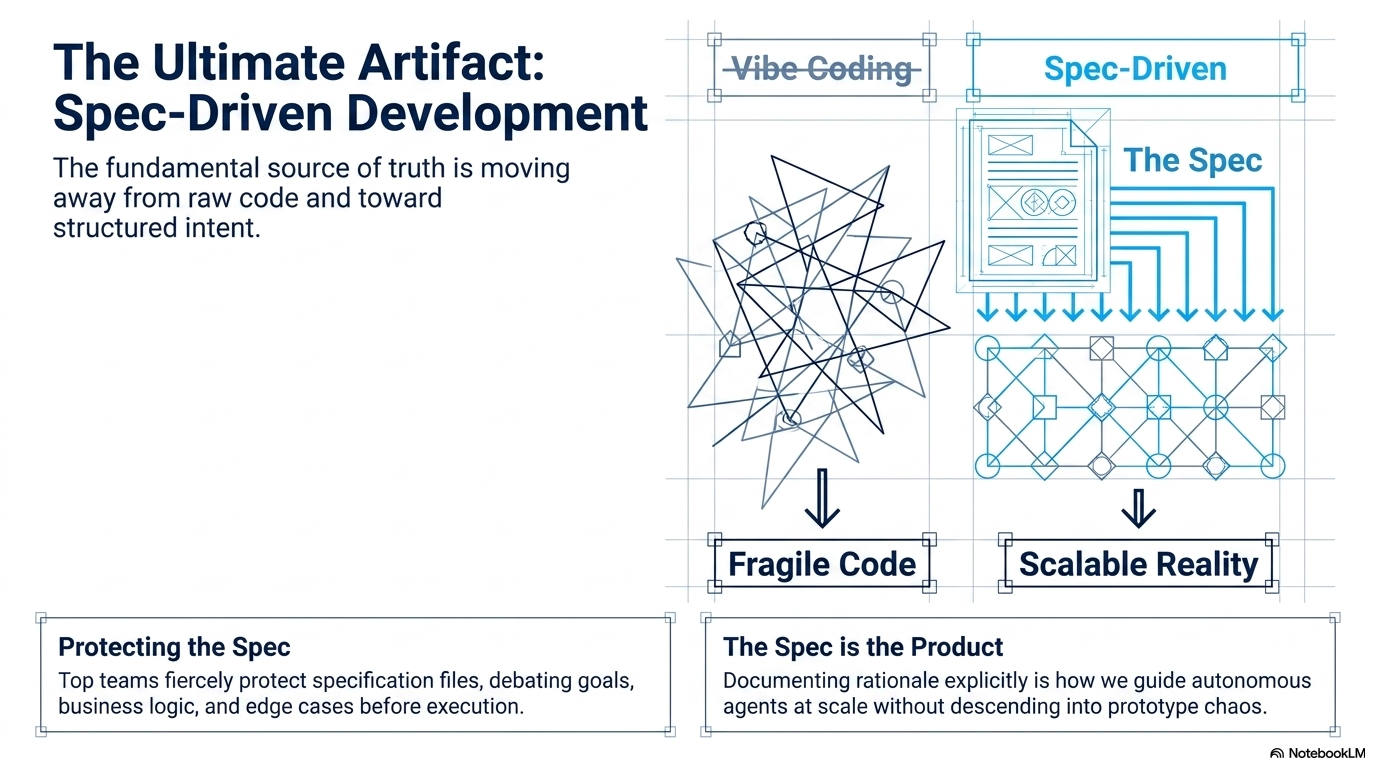 The Ultimate Artifact:
Spec-Driven Development
The fundamental source of truth is moving
away from raw code and toward
structured intent.
Vibe Coding
Spec-Driven
The Spec
Fragile Code
Scalable Reality
Protecting the Spec
Top teams fiercely protect specification files, debating goals,
business logic, and edge cases before execution.
The Spec is the Product
Documenting rationale explicitly is how we guide autonomous
agents at scale without descending into prototype chaos.
NotebookLM